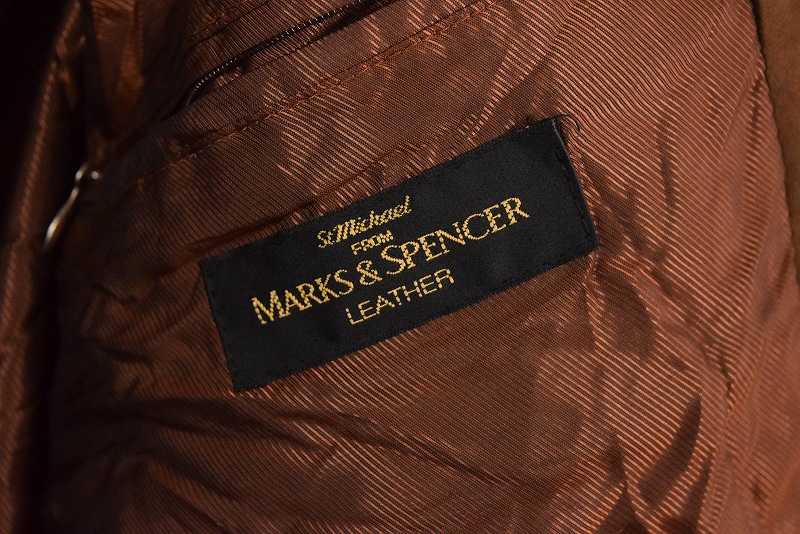 St Michael
FROM
MARKS & SPENCER
LEATHER